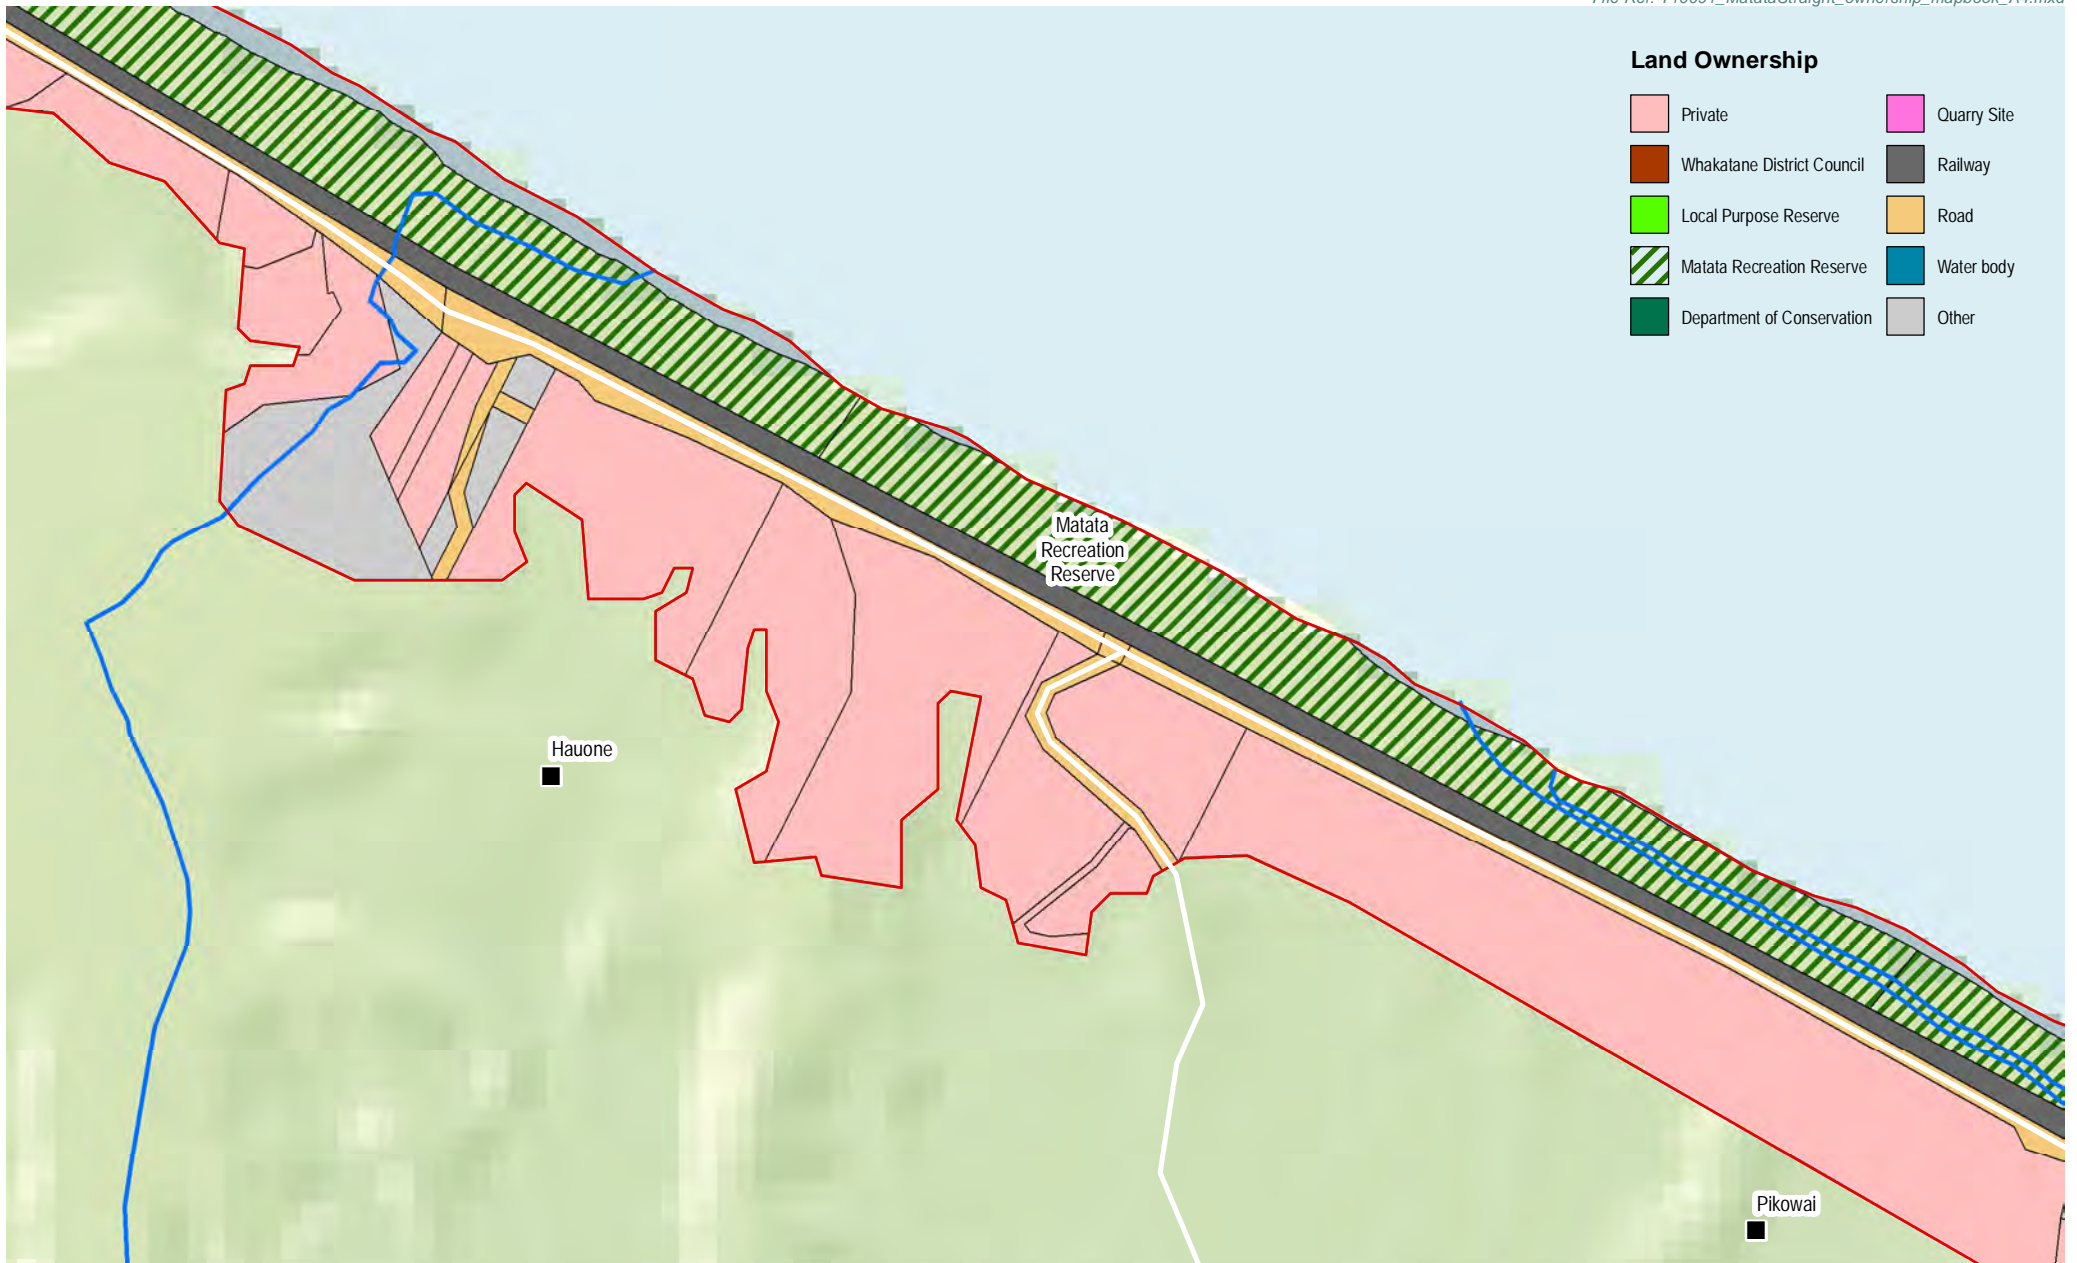 Land Ownership
Private
Whakatane District Council
Local Purpose Reserve
Matata Recreation Reserve
Department of Conservation
Quarry Site
Railway
Road
Water body
Other
Matata
Recreation
Reserve
Hauone
Pikowai